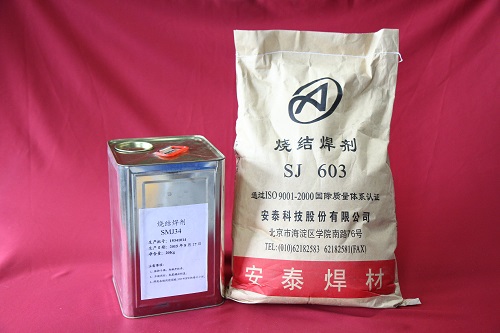 烧结焊剂
SMJ34
烧结焊剂
SJ 603
通过ISO 9001-2000国际质量体系认证
安泰科技股份有限公司
北京市海淀区学院南路76号
TEL:(010)62182583 62182581(FAX)
安泰焊材